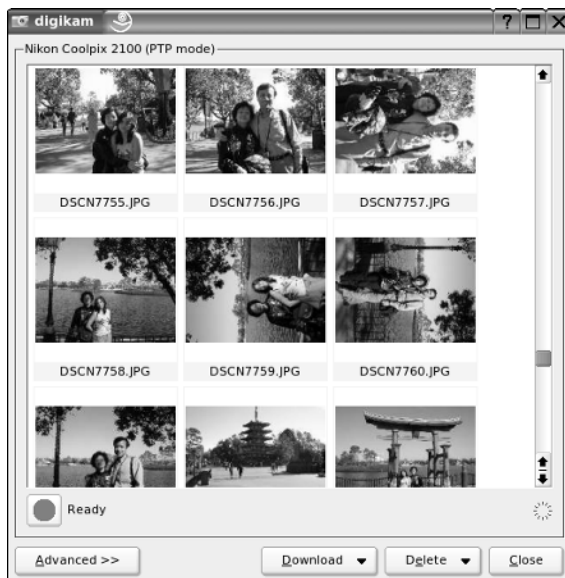 digikam
Nikon Coolpix 2100 (PTP mode)
DSCN7755.JPG DSCN7756.JPG DSCN7757.JPG
DSCN7758.JPG DSCN7759.JPG DSCN7760.JPG
Ready
Advanced >> Download Delete Close